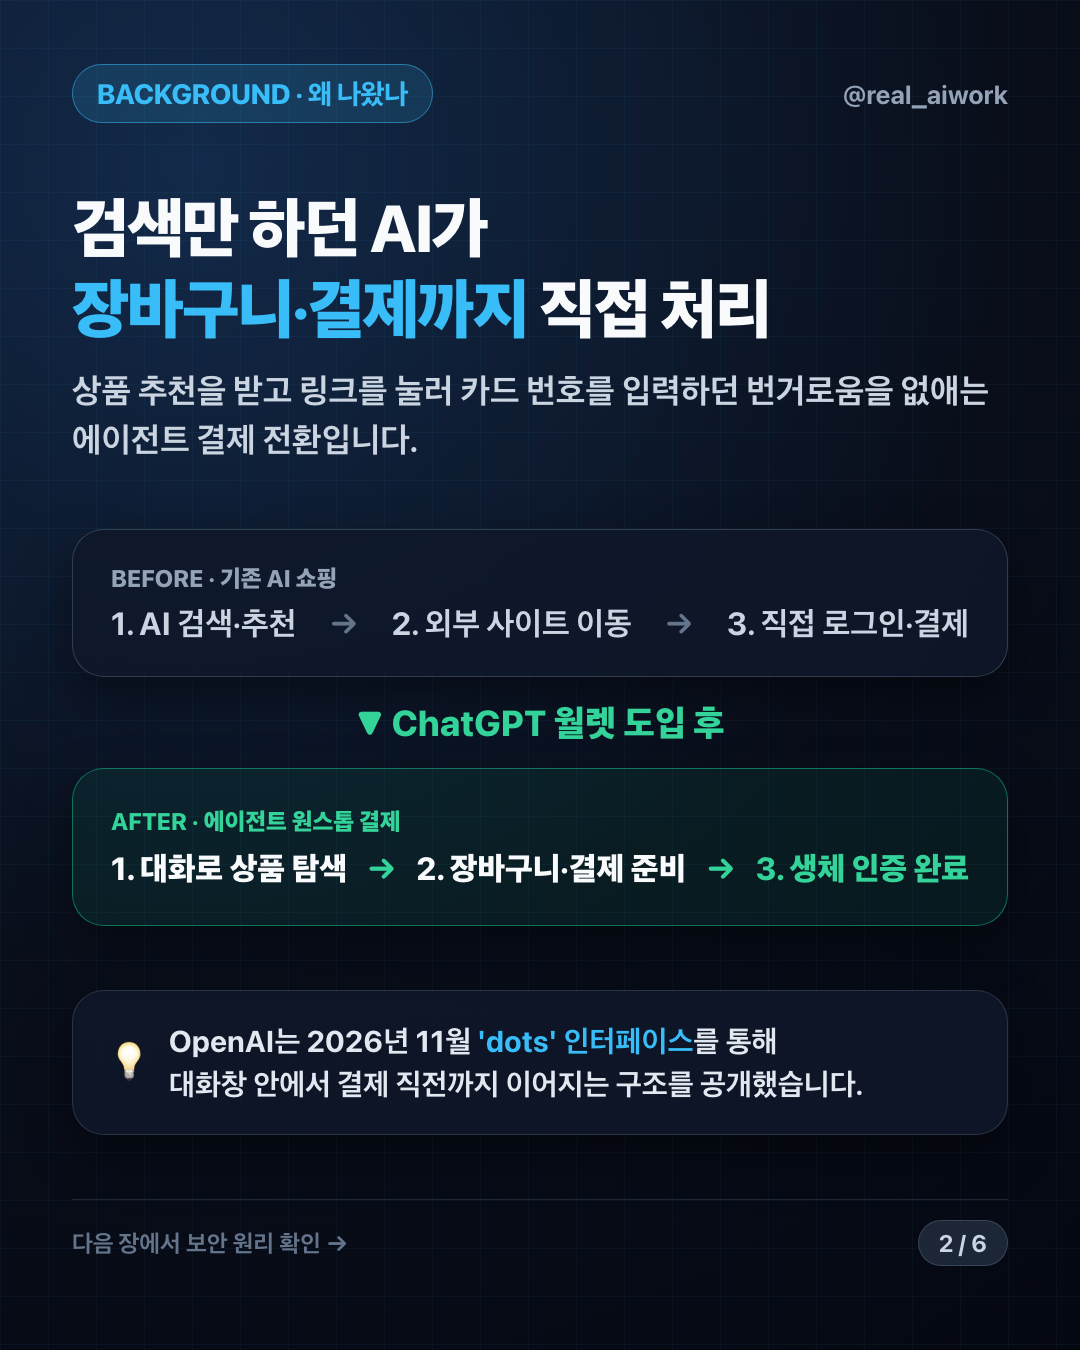 BACKGROUND · 왜 나왔나
@real_aiwork
검색만 하던 AI가
장바구니·결제까지 직접 처리
상품 추천을 받고 링크를 눌러 카드 번호를 입력하던 번거로움을 없애는
에이전트 결제 전환입니다.
BEFORE · 기존 AI 쇼핑
1. AI 검색·추천 → 2. 외부 사이트 이동 → 3. 직접 로그인·결제
▼ ChatGPT 월렛 도입 후
AFTER · 에이전트 원스톱 결제
1. 대화로 상품 탐색 → 2. 장바구니·결제 준비 → 3. 생체 인증 완료
OpenAI는 2026년 11월 'dots' 인터페이스를 통해
대화창 안에서 결제 직전까지 이어지는 구조를 공개했습니다.
다음 장에서 보안 원리 확인 →
2 / 6